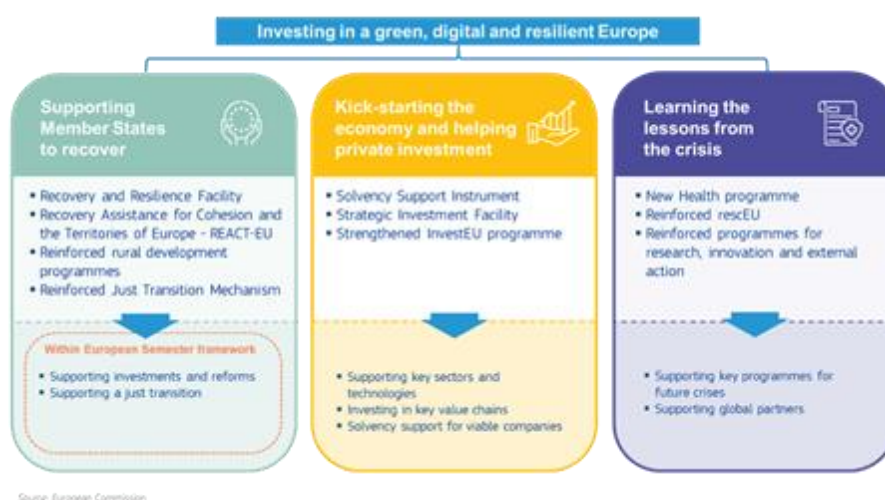 Investing in a green, digital and resilient Europe
Supporting
Member States
to recover
▪ Recovery and Resilience Facility
▪ Recovery Assistance for Cohesion and
the Territories of Europe - REACT-EU
▪ Reinforced rural development
programmes
▪ Reinforced Just Transition Mechanism
Within European Semester framework
▪ Supporting investments and reforms
▪ Supporting a just transition
Kick-starting the
economy and helping
private investment
▪ Solvency Support Instrument
▪ Strategic Investment Facility
▪ Strengthened InvestEU programme
▪ Supporting key sectors and
technologies
▪ Investing in key value chains
▪ Solvency support for viable companies
Learning the
lessons from
the crisis
▪ New Health programme
▪ Reinforced rescEU
▪ Reinforced programmes for
research, innovation and external
action
▪ Supporting key programmes for
future crises
▪ Supporting global partners
Source: European Commission